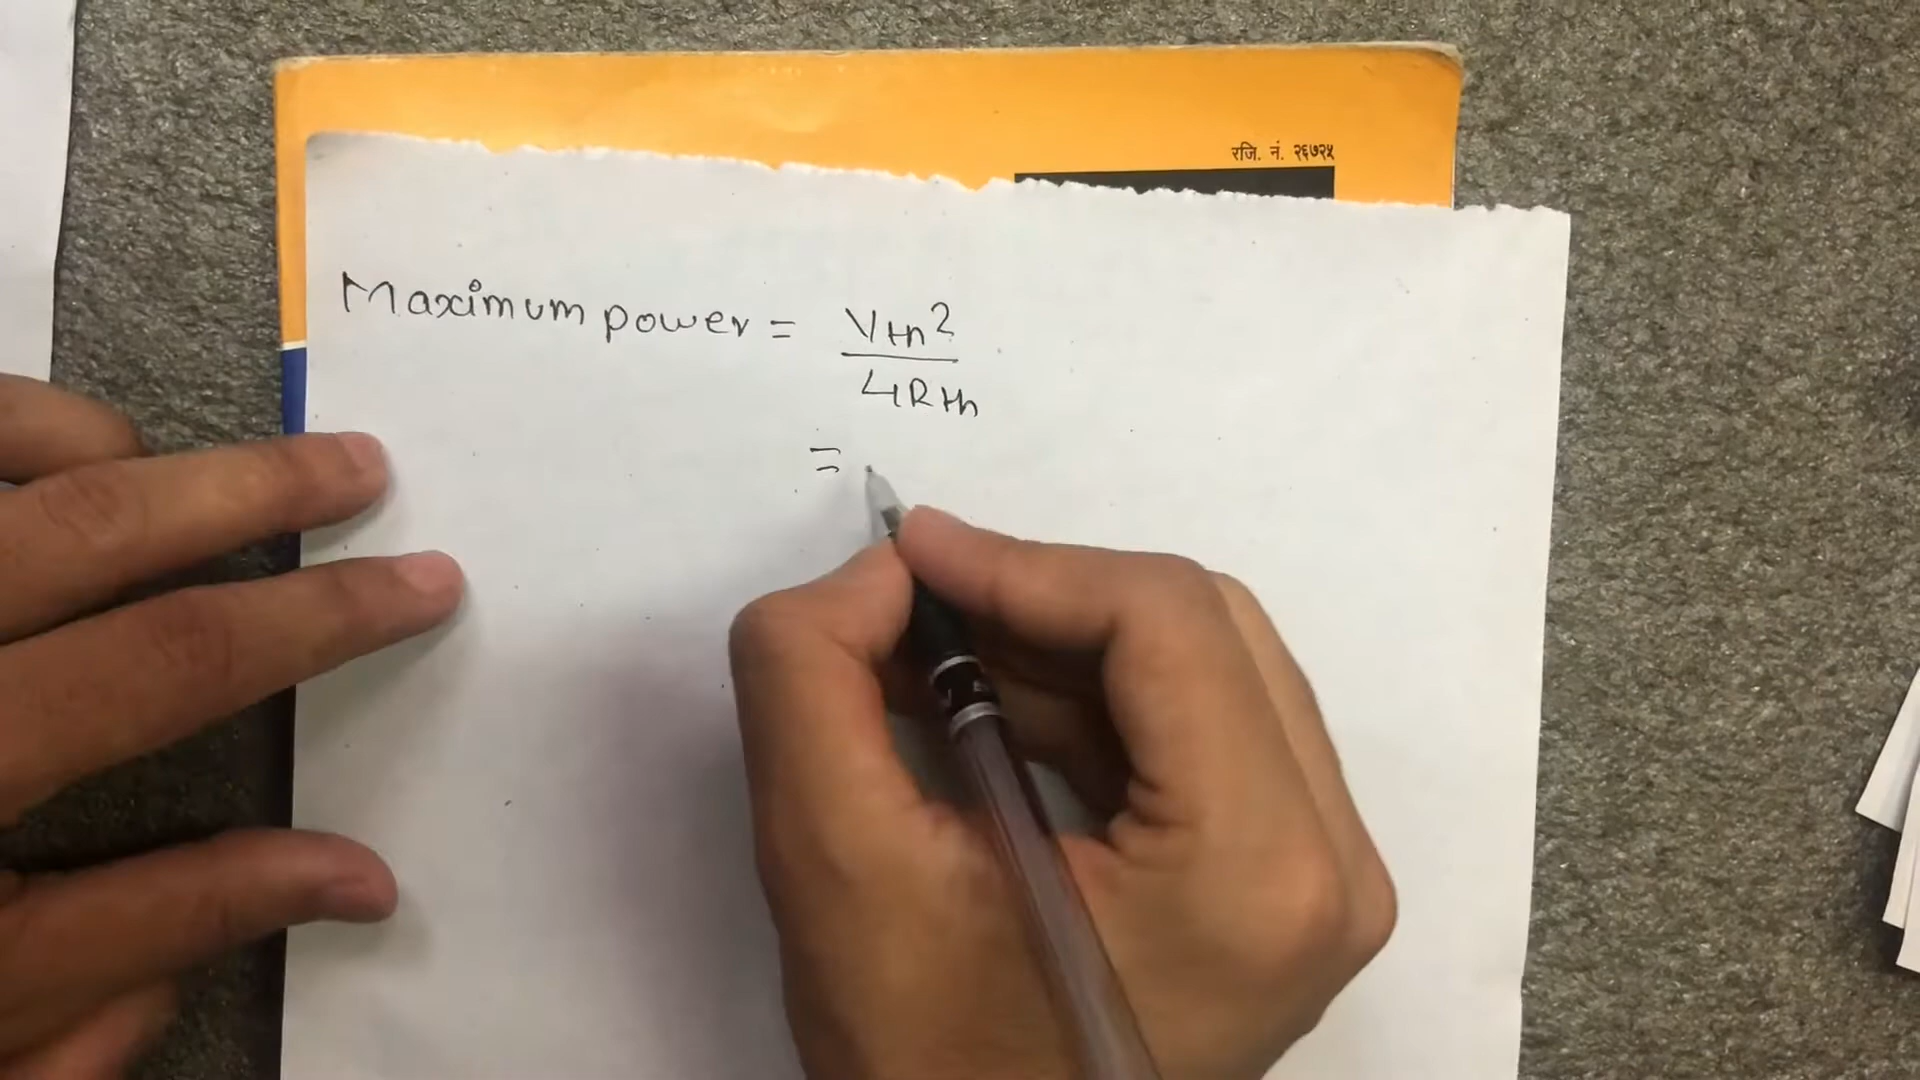 रजि. नं. २६७२५
Maximum power = Vth²
4Rth
=